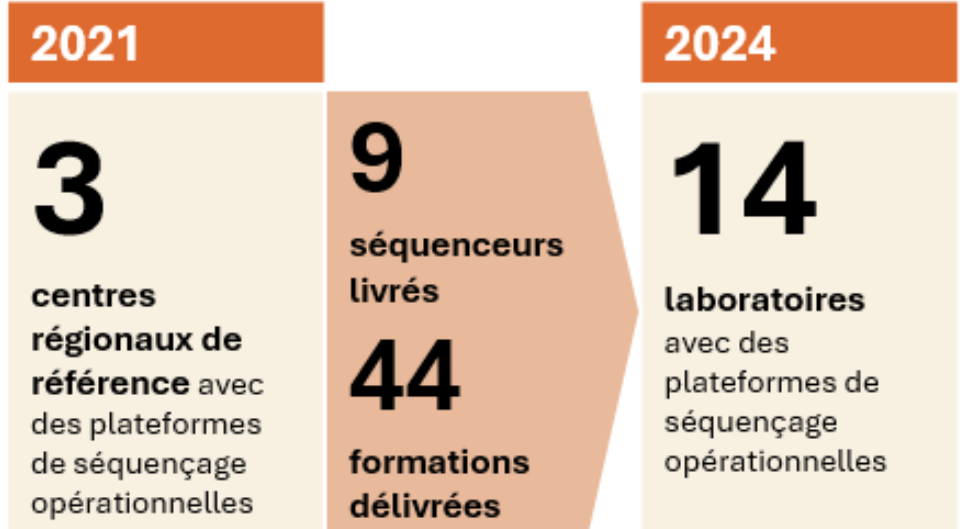 2021
3
centres
régionaux de
référence avec
des plateformes
de séquençage
opérationnelles
9
séquenceurs
livrés
44
formations
délivrées
2024
14
laboratoires
avec des
plateformes de
séquençage
opérationnelles